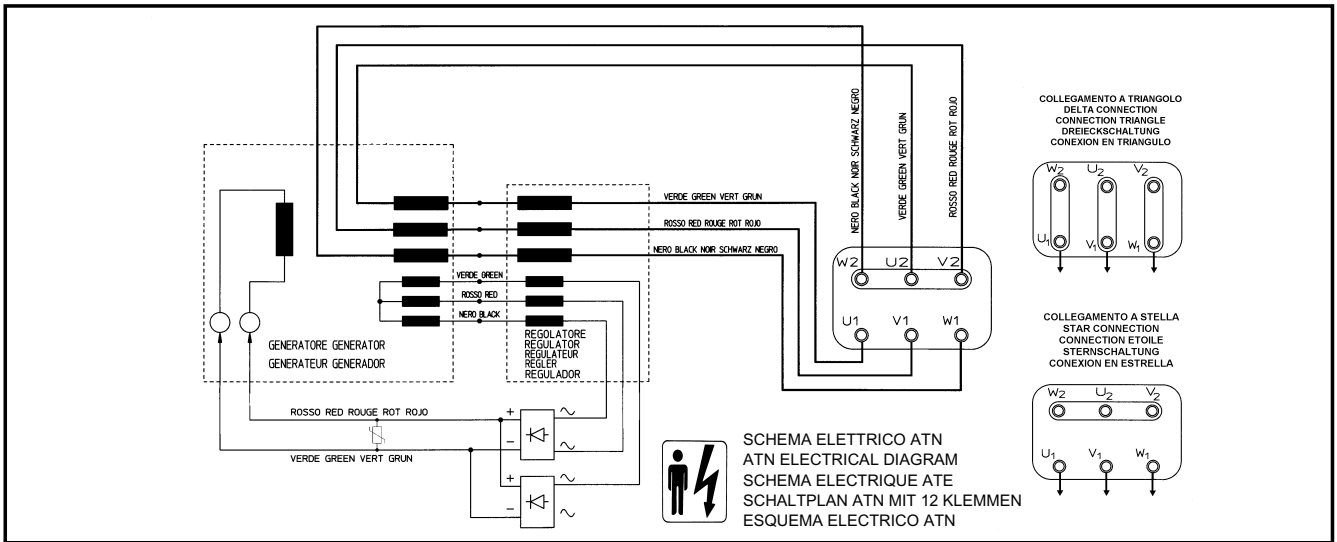 COLLEGAMENTO A TRIANGOLO
DELTA CONNECTION
CONNECTION TRIANGLE
DREIECKSCHALTUNG
CONEXION EN TRIANGULO
W2 U2 V2
U1 V1 W1
NERO BLACK NOIR SCHWARZ NEGRO
VERDE GREEN VERT GRUN
ROSSO RED ROUGE ROT ROJO
VERDE GREEN VERT GRUN
ROSSO RED ROUGE ROT ROJO
NERO BLACK NOIR SCHWARZ NEGRO
W2 U2 V2
U1 V1 W1
VERDE GREEN
ROSSO RED
NERO BLACK
GENERATORE GENERATOR
GENERATEUR GENERADOR
REGOLATORE
REGULATOR
REGULATEUR
REGLER
REGULADOR
COLLEGAMENTO A STELLA
STAR CONNECTION
CONNECTION ETOILE
STERNSCHALTUNG
CONEXION EN ESTRELLA
W2 U2 V2
U1 V1 W1
ROSSO RED ROUGE ROT ROJO
+ ~
- ~
VERDE GREEN VERT GRUN
+ ~
- ~
SCHEMA ELETTRICO ATN
ATN ELECTRICAL DIAGRAM
SCHEMA ELECTRIQUE ATE
SCHALTPLAN ATN MIT 12 KLEMMEN
ESQUEMA ELECTRICO ATN